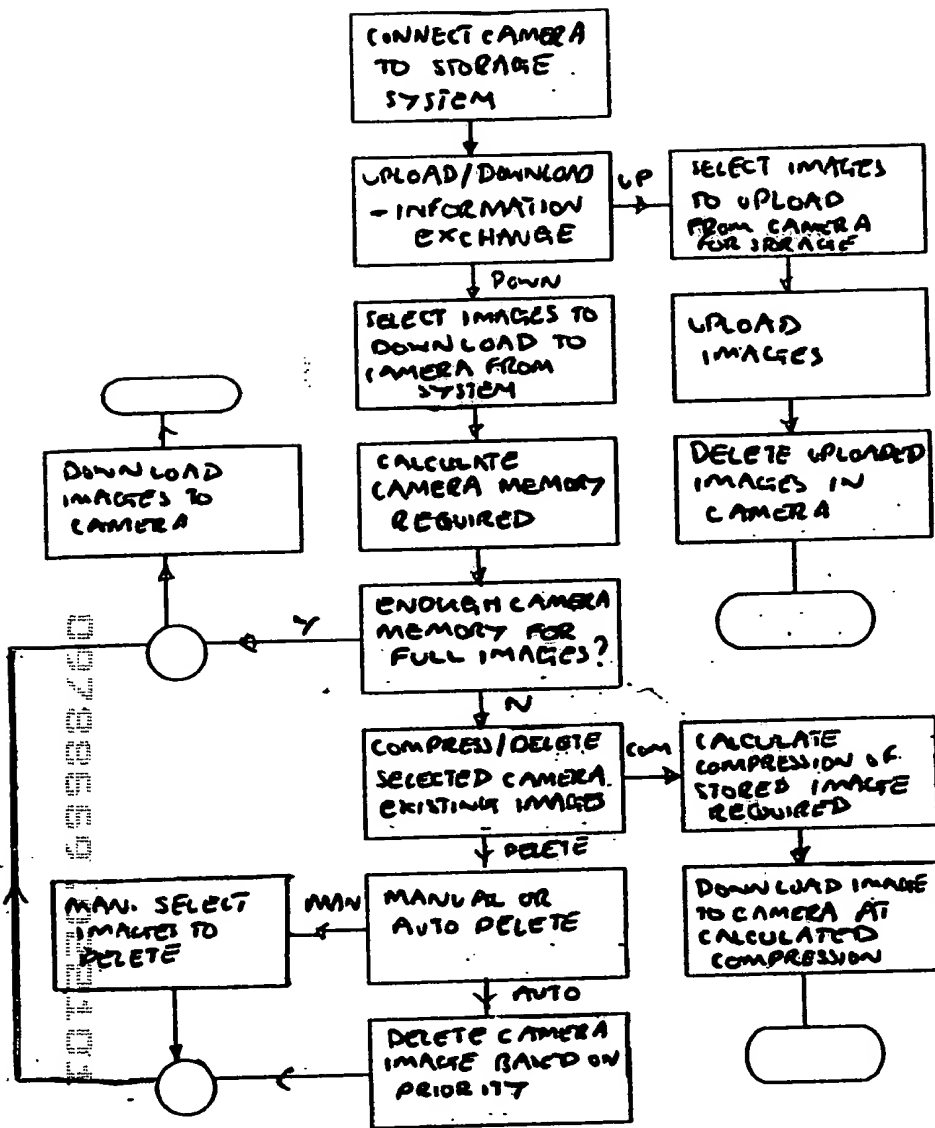 CONNECT CAMERA
TO STORAGE
SYSTEM
UPLOAD/DOWNLOAD
- INFORMATION
EXCHANGE
UP
SELECT IMAGES
TO UPLOAD
FROM CAMERA
FOR STORAGE
DOWN
SELECT IMAGES TO
DOWNLOAD TO
CAMERA FROM
SYSTEM
UPLOAD
IMAGES
DOWNLOAD
IMAGES TO
CAMERA
CALCULATE
CAMERA MEMORY
REQUIRED
DELETE UPLOADED
IMAGES IN
CAMERA
Y
ENOUGH CAMERA
MEMORY FOR
FULL IMAGES?
N
COMPRESS/DELETE
SELECTED CAMERA
EXISTING IMAGES
COM
CALCULATE
COMPRESSION OF
STORED IMAGE
REQUIRED
DELETE
MAN. SELECT
IMAGES TO
DELETE
MAN
MANUAL OR
AUTO DELETE
DOWNLOAD IMAGE
TO CAMERA AT
CALCULATED
COMPRESSION
AUTO
DELETE CAMERA
IMAGE BASED ON
PRIORITY